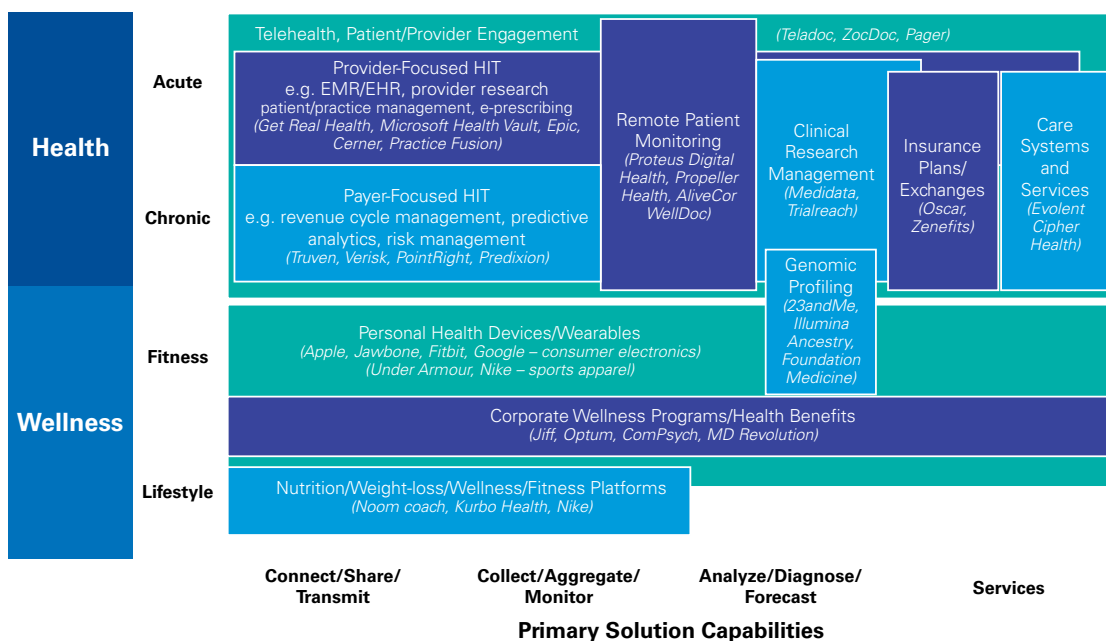 Telehealth, Patient/Provider Engagement
(Teladoc, ZocDoc, Pager)
Health
Acute
Provider-Focused HIT
e.g. EMR/EHR, provider research
patient/practice management, e-prescribing
(Get Real Health, Microsoft Health Vault, Epic,
Cerner, Practice Fusion)
Chronic
Payer-Focused HIT
e.g. revenue cycle management, predictive
analytics, risk management
(Truven, Verisk, PointRight, Predixion)
Remote Patient
Monitoring
(Proteus Digital
Health, Propeller
Health, AliveCor
WellDoc)
Clinical
Research
Management
(Medidata,
Trialreach)
Insurance
Plans/
Exchanges
(Oscar,
Zenefits)
Care
Systems
and
Services
(Evolent
Cipher
Health)
Genomic
Profiling
(23andMe,
Illumina
Ancestry,
Foundation
Medicine)
Wellness
Fitness
Personal Health Devices/Wearables
(Apple, Jawbone, Fitbit, Google – consumer electronics)
(Under Armour, Nike – sports apparel)
Corporate Wellness Programs/Health Benefits
(Jiff, Optum, ComPsych, MD Revolution)
Lifestyle
Nutrition/Weight-loss/Wellness/Fitness Platforms
(Noom coach, Kurbo Health, Nike)
Connect/Share/
Transmit
Collect/Aggregate/
Monitor
Analyze/Diagnose/
Forecast
Services
Primary Solution Capabilities